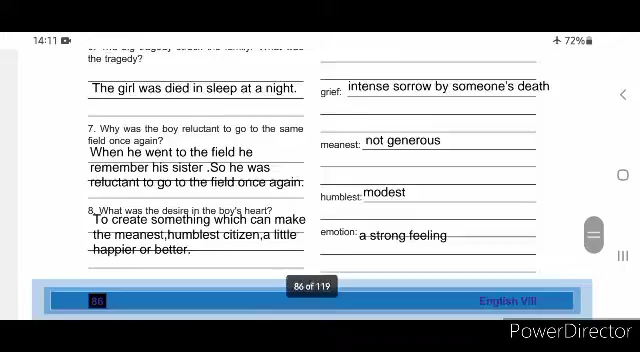 14:11
72%
the tragedy?
The girl was died in sleep at a night.
7. Why was the boy reluctant to go to the same
field once again?
When he went to the field he
remember his sister .So he was
reluctant to go to the field once again.
8. What was the desire in the boy's heart?
To create something which can make
the meanest,humblest citizen,a little
happier or better.
grief: intense sorrow by someone's death
meanest: not generous
humblest: modest
emotion: a strong feeling
86 of 119
86
English VIII
PowerDirector